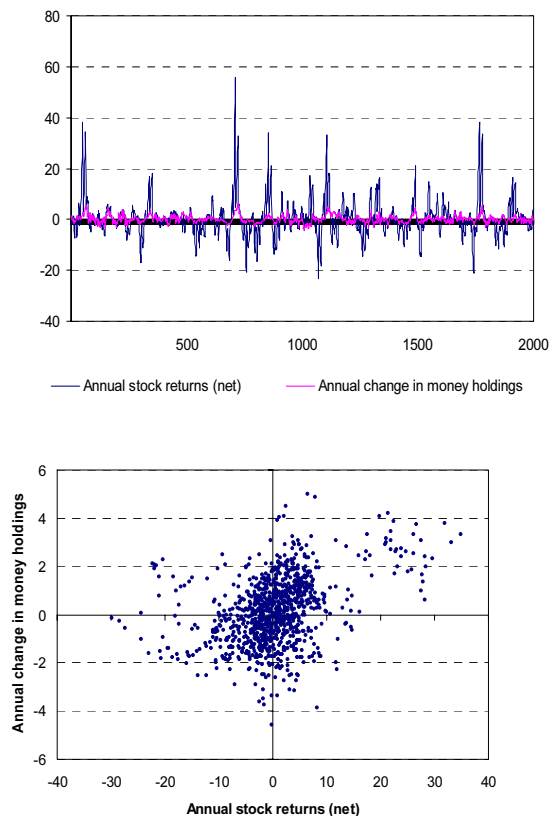 80
60
40
20
0
-20
-40
500 1000 1500 2000
Annual stock returns (net) Annual change in money holdings
Annual change in money holdings
6
4
2
0
-2
-4
-6
-40 -30 -20 -10 0 10 20 30 40
Annual stock returns (net)